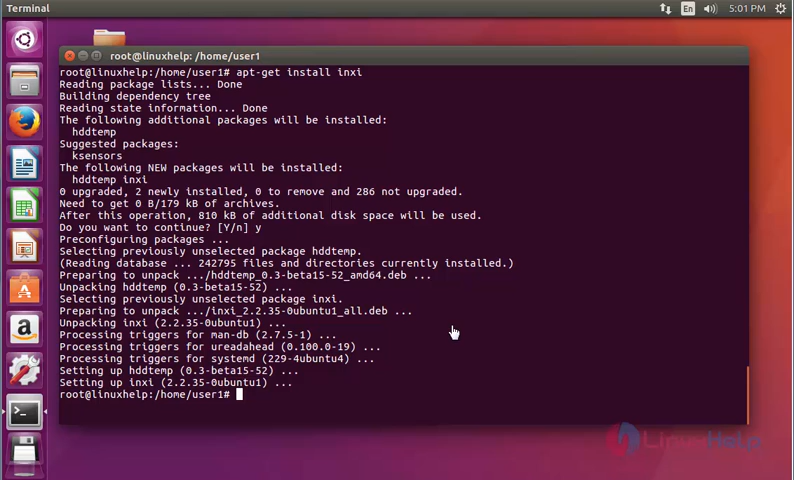 Terminal
En
5:01 PM
root@linuxhelp: /home/user1
root@linuxhelp:/home/user1# apt-get install inxi
Reading package lists... Done
Building dependency tree
Reading state information... Done
The following additional packages will be installed:
hddtemp
Suggested packages:
ksensors
The following NEW packages will be installed:
hddtemp inxi
0 upgraded, 2 newly installed, 0 to remove and 286 not upgraded.
Need to get 0 B/179 kB of archives.
After this operation, 810 kB of additional disk space will be used.
Do you want to continue? [Y/n] y
Preconfiguring packages ...
Selecting previously unselected package hddtemp.
(Reading database ... 242795 files and directories currently installed.)
Preparing to unpack .../hddtemp_0.3-beta15-52_amd64.deb ...
Unpacking hddtemp (0.3-beta15-52) ...
Selecting previously unselected package inxi.
Preparing to unpack .../inxi_2.2.35-0ubuntu1_all.deb ...
Unpacking inxi (2.2.35-0ubuntu1) ...
Processing triggers for man-db (2.7.5-1) ...
Processing triggers for ureadahead (0.100.0-19) ...
Processing triggers for systemd (229-4ubuntu4) ...
Setting up hddtemp (0.3-beta15-52) ...
Setting up inxi (2.2.35-0ubuntu1) ...
root@linuxhelp:/home/user1#
LinuxHelp